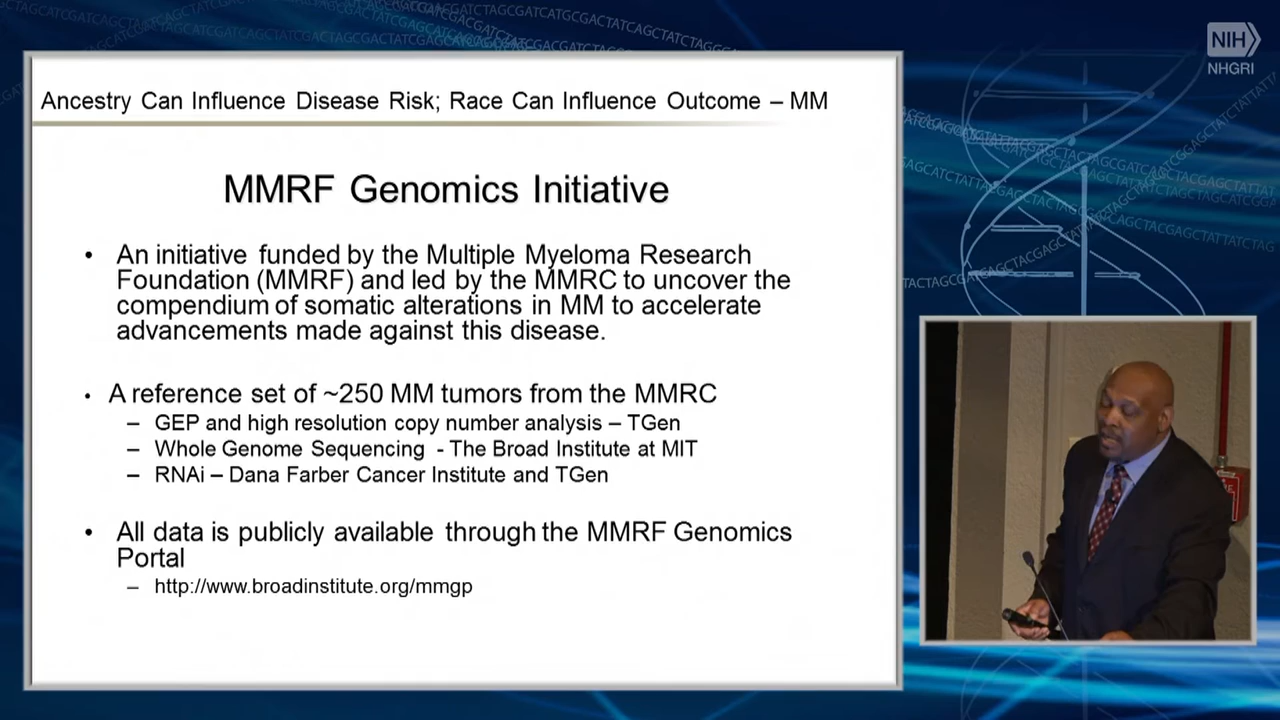 NIH
NHGRI
Ancestry Can Influence Disease Risk; Race Can Influence Outcome – MM
MMRF Genomics Initiative
• An initiative funded by the Multiple Myeloma Research
Foundation (MMRF) and led by the MMRC to uncover the
compendium of somatic alterations in MM to accelerate
advancements made against this disease.
• A reference set of ~250 MM tumors from the MMRC
– GEP and high resolution copy number analysis – TGen
– Whole Genome Sequencing - The Broad Institute at MIT
– RNAi – Dana Farber Cancer Institute and TGen
• All data is publicly available through the MMRF Genomics
Portal
– http://www.broadinstitute.org/mmgp